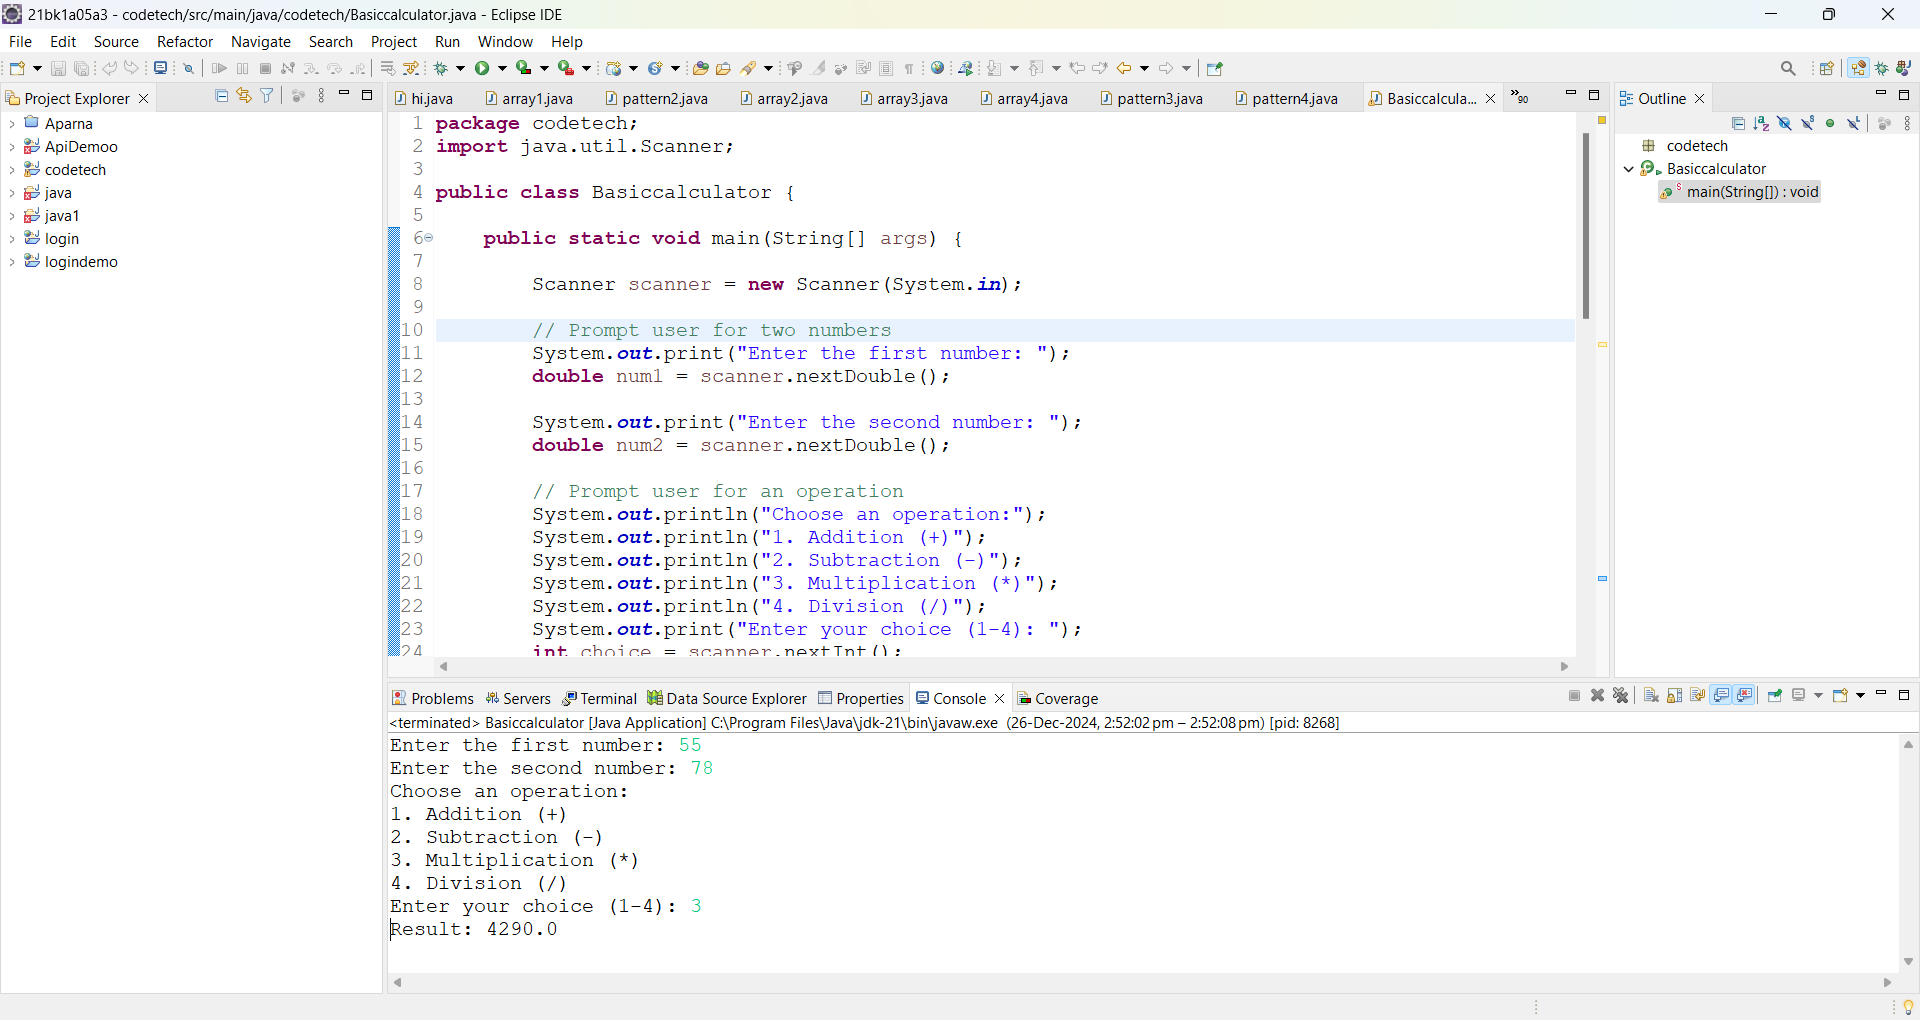 21bk1a05a3 - codetech/src/main/java/codetech/Basiccalculator.java - Eclipse IDE
File Edit Source Refactor Navigate Search Project Run Window Help
Project Explorer
Aparna
ApiDemoo
codetech
java
java1
login
logindemo
hi.java array1.java pattern2.java array2.java array3.java array4.java pattern3.java pattern4.java Basiccalcula... »90
1 package codetech;
2 import java.util.Scanner;
3
4 public class Basiccalculator {
5
6 public static void main(String[] args) {
7
8 Scanner scanner = new Scanner(System.in);
9
10 // Prompt user for two numbers
11 System.out.print("Enter the first number: ");
12 double num1 = scanner.nextDouble();
13
14 System.out.print("Enter the second number: ");
15 double num2 = scanner.nextDouble();
16
17 // Prompt user for an operation
18 System.out.println("Choose an operation:");
19 System.out.println("1. Addition (+)");
20 System.out.println("2. Subtraction (-)");
21 System.out.println("3. Multiplication (*)");
22 System.out.println("4. Division (/)");
23 System.out.print("Enter your choice (1-4): ");
24 int choice = scanner.nextInt();
Outline
codetech
Basiccalculator
main(String[]) : void
Problems Servers Terminal Data Source Explorer Properties Console Coverage
<terminated> Basiccalculator [Java Application] C:\Program Files\Java\jdk-21\bin\javaw.exe (26-Dec-2024, 2:52:02 pm – 2:52:08 pm) [pid: 8268]
Enter the first number: 55
Enter the second number: 78
Choose an operation:
1. Addition (+)
2. Subtraction (-)
3. Multiplication (*)
4. Division (/)
Enter your choice (1-4): 3
Result: 4290.0